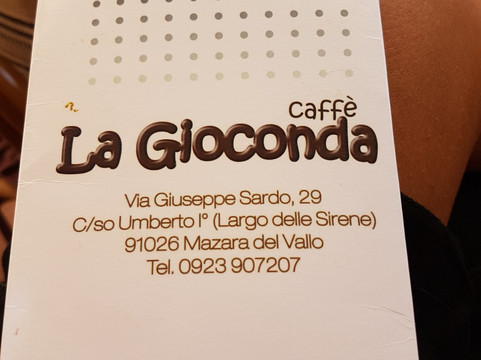 caffè
La Gioconda
Via Giuseppe Sardo, 29
C/so Umberto I° (Largo delle Sirene)
91026 Mazara del Vallo
Tel. 0923 907207